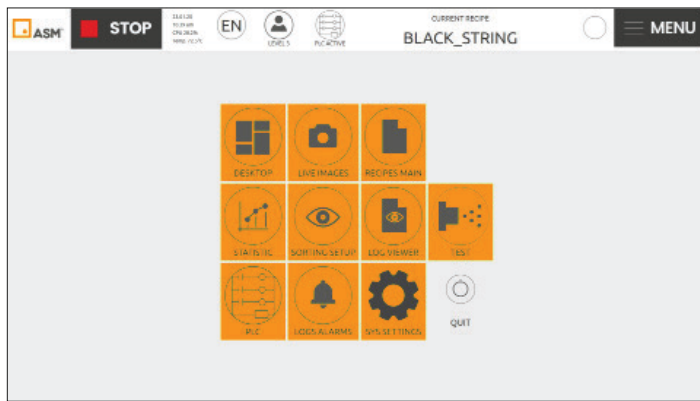 ASM
STOP
EN
LEVEL 5
PLC ACTIVE
CURRENT RECIPE
BLACK_STRING
MENU
DESKTOP
LIVE IMAGES
RECIPES MAIN
STATISTIC
SORTING SETUP
LOG VIEWER
TEST
PLC
LOGS ALARMS
SYS SETTINGS
QUIT